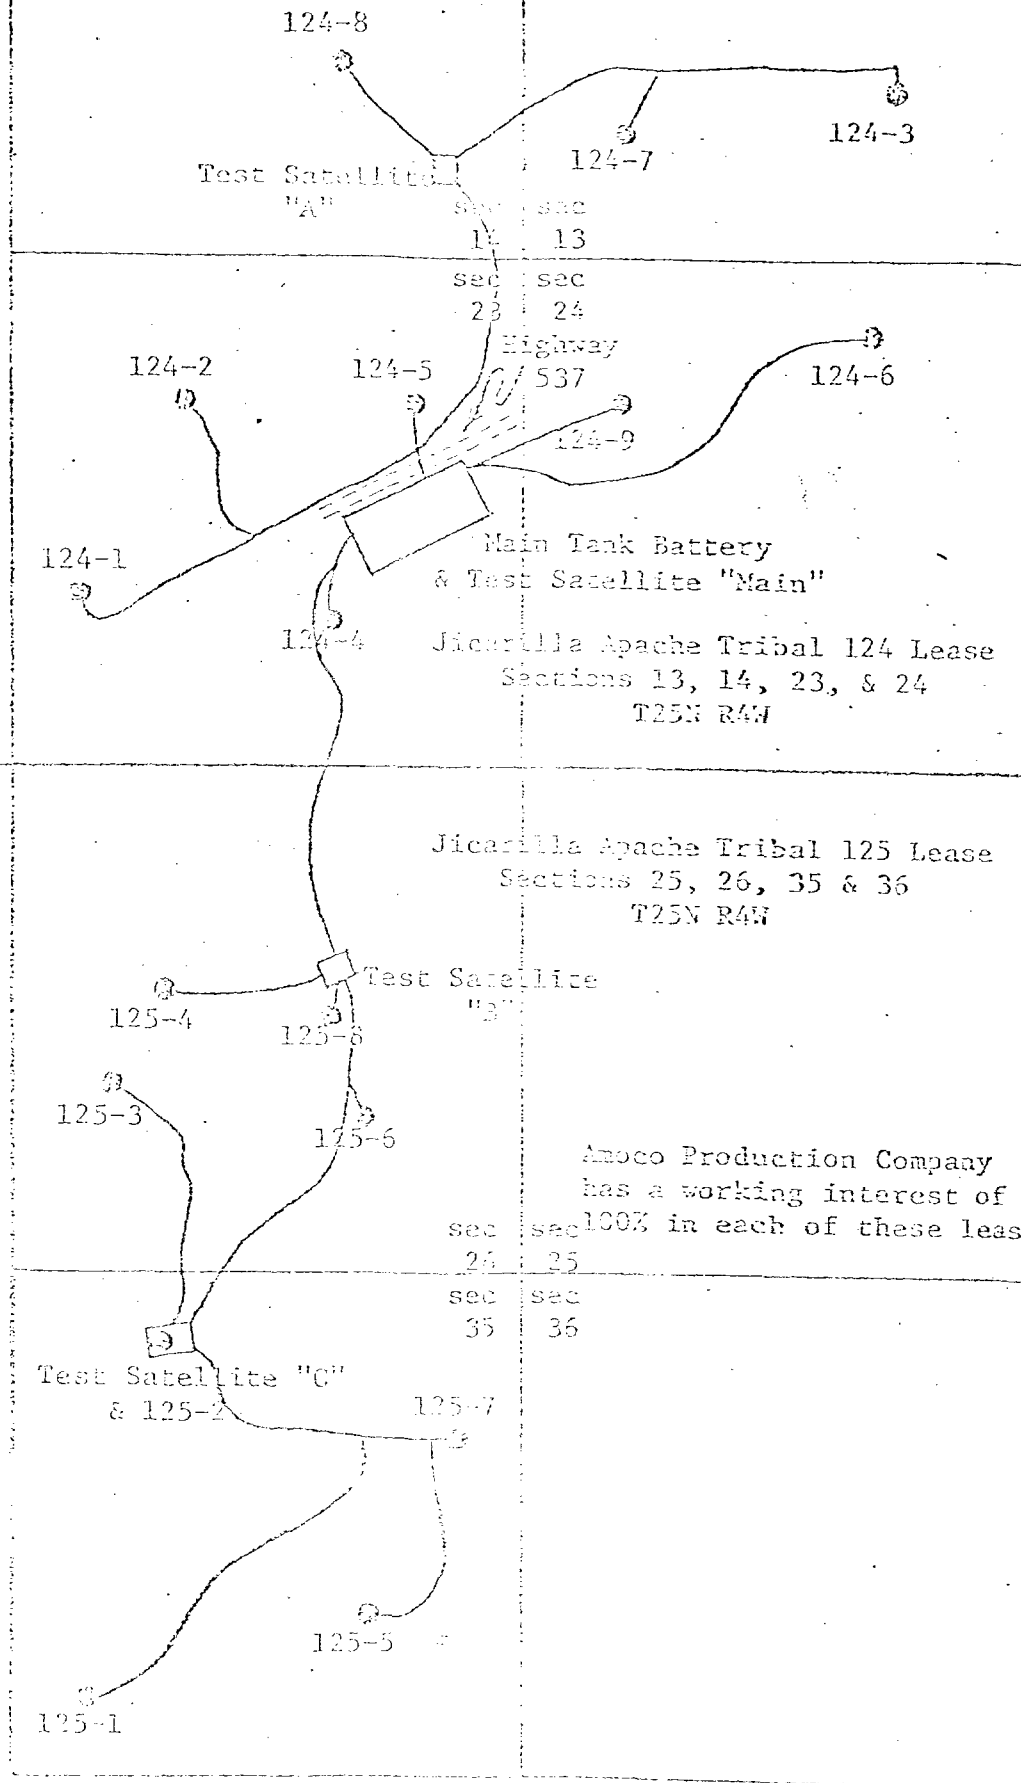 124-8
124-3
124-7
Test Satellite
"A"
sec sec
14 13
sec sec
23 24
Highway
537
124-2
124-5
124-6
124-9
124-1
Main Tank Battery
& Test Satellite "Main"
124-4
Jicarilla Apache Tribal 124 Lease
Sections 13, 14, 23, & 24
T25N R4W
Jicarilla Apache Tribal 125 Lease
Sections 25, 26, 35 & 36
T25N R4W
Test Satellite
"B"
125-4
125-8
125-3
125-6
Amoco Production Company
has a working interest of
100% in each of these leas
sec sec
26 25
sec sec
35 36
Test Satellite "C"
& 125-2
125-7
125-5
125-1